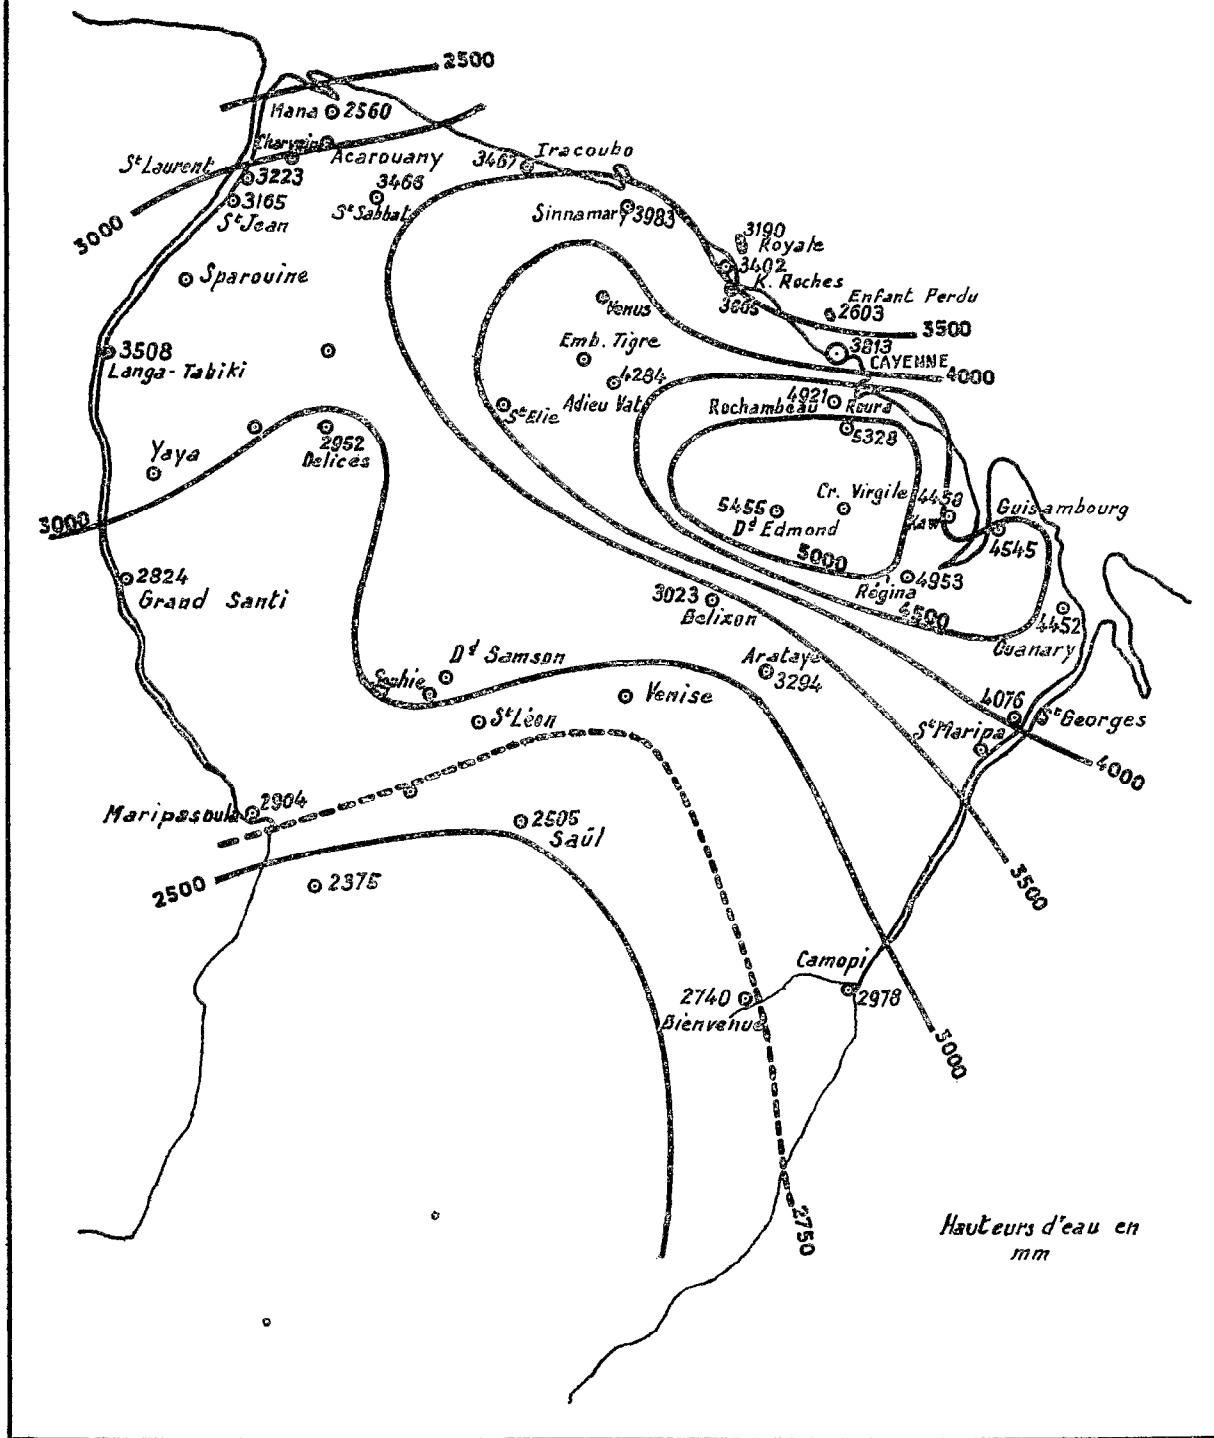 2500
Mana 2560
Charvein
Acarouany
St Laurent
3223
3467
Iracoubo
3165
St Jean
3466
St Sabbat
3000
Sinnamary 3983
3190
Royale
3402
K. Roches
3665
Sparouine
Enfant Perdu
2603
3500
Venus
3813
CAYENNE
4000
3508
Langa-Tabiki
Emb. Tigre
4284
Adieu Vat
St Elie
4921
Rochambeau
Roura
5328
2952
Délices
Yaya
3000
5455
Dd Edmond
Cr. Virgile
4450
Kaw
Guisambourg
4545
5000
2824
Grand Santi
Régina
4953
4500
3023
Belizon
4452
Ouanary
Sophie
Dd Samson
Arataye
3294
Venise
St Léon
4076
St Georges
St Maripa
4000
Maripasoula
2904
2505
Saül
3500
2500
2375
Camopi
2978
2740
Bienvenue
3000
2750
Hauteurs d'eau en
mm